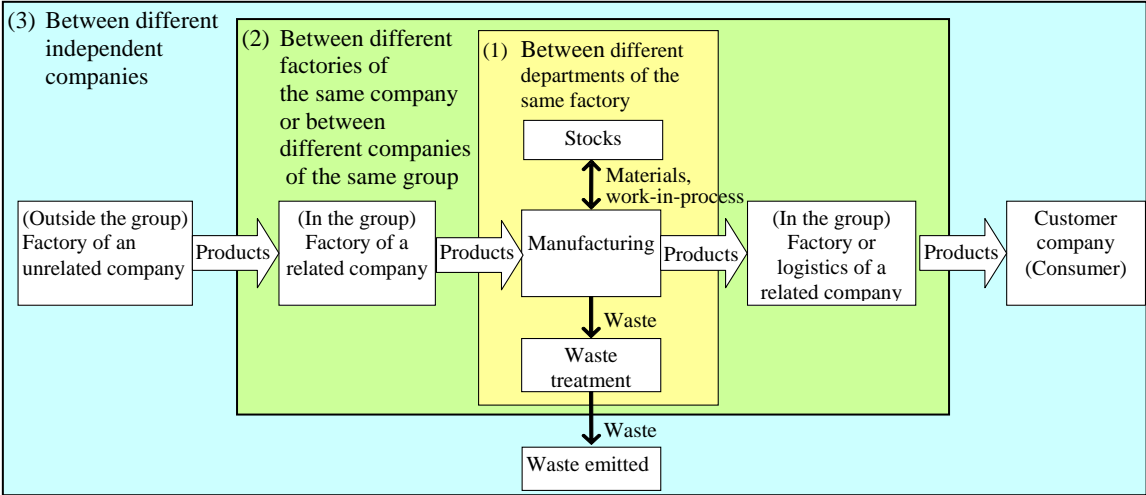 (3) Between different
independent
companies
(2) Between different
factories of
the same company
or between
different companies
of the same group
(1) Between different
departments of the
same factory
Stocks
Materials,
work-in-process
(Outside the group)
Factory of an
unrelated company
Products
(In the group)
Factory of a
related company
Products
Manufacturing
Products
(In the group)
Factory or
logistics of a
related company
Products
Customer
company
(Consumer)
Waste
Waste
treatment
Waste
Waste emitted